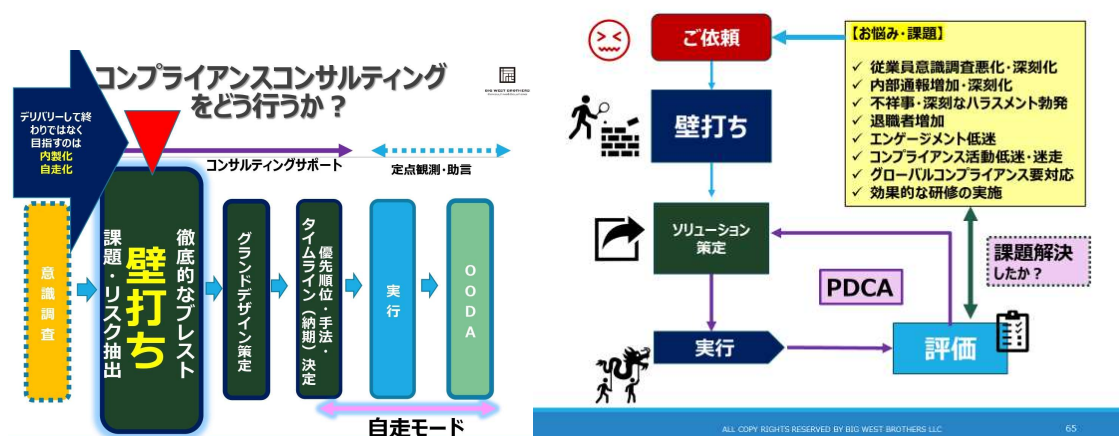 コンプライアンスコンサルティング
をどう行うか？
BIG WEST BROTHERS
デリバリーして終
わりではなく
目指すのは
内製化
自走化
コンサルティングサポート
定点観測・助言
意識調査
徹底的なブレスト
壁打ち
課題・リスク抽出
グランドデザイン策定
優先順位・手法・
タイムライン（納期）決定
実行
OODA
自走モード
ご依頼
壁打ち
ソリューション
策定
実行
PDCA
評価
課題解決
したか？
【お悩み・課題】
✓ 従業員意識調査悪化・深刻化
✓ 内部通報増加・深刻化
✓ 不祥事・深刻なハラスメント勃発
✓ 退職者増加
✓ エンゲージメント低迷
✓ コンプライアンス活動低迷・迷走
✓ グローバルコンプライアンス要対応
✓ 効果的な研修の実施
ALL COPY RIGHTS RESERVED BY BIG WEST BROTHERS LLC
65